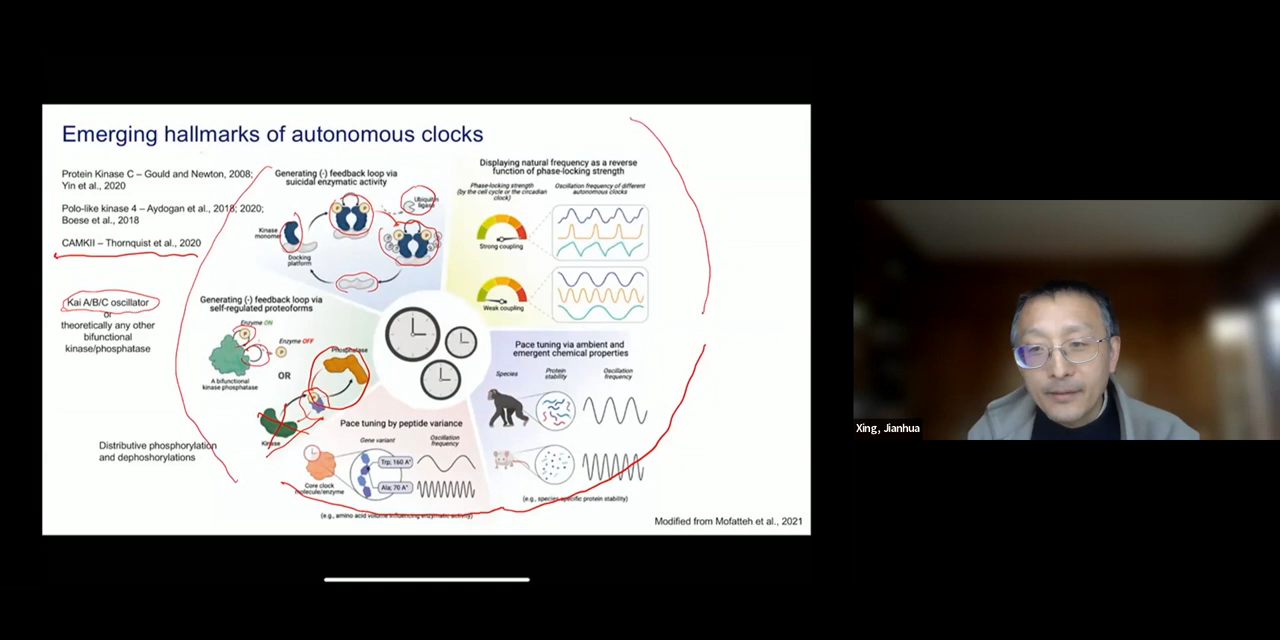 Emerging hallmarks of autonomous clocks
Protein Kinase C – Gould and Newton, 2008;
Yin et al., 2020
Polo-like kinase 4 – Aydogan et al., 2018; 2020;
Boese et al., 2018
CAMKII – Thornquist et al., 2020
Kai A/B/C oscillator
or
theoretically any other
bifunctional
kinase/phosphatase
Distributive phosphorylation
and dephoshorylations
Generating (-) feedback loop via
suicidal enzymatic activity
Ubiquitin
ligase
Kinase
monomer
Docking
platform
Generating (-) feedback loop via
self-regulated proteoforms
Enzyme ON
Enzyme OFF
A bifunctional
kinase phosphatase
OR
Phosphatase
Kinase
Pace tuning by peptide variance
Gene variant
Oscillation
frequency
Trp; 160 A³
Ala; 70 A³
Core clock
molecule/enzyme
(e.g., amino acid volume influencing enzymatic activity)
Displaying natural frequency as a reverse
function of phase-locking strength
Phase-locking strength
(by the cell cycle or the circadian
clock)
Oscillation frequency of different
autonomous clocks
Strong coupling
Weak coupling
Pace tuning via ambient and
emergent chemical properties
Species
Protein
stability
Oscillation
frequency
(e.g., species-specific protein stability)
Modified from Mofatteh et al., 2021
Xing, Jianhua